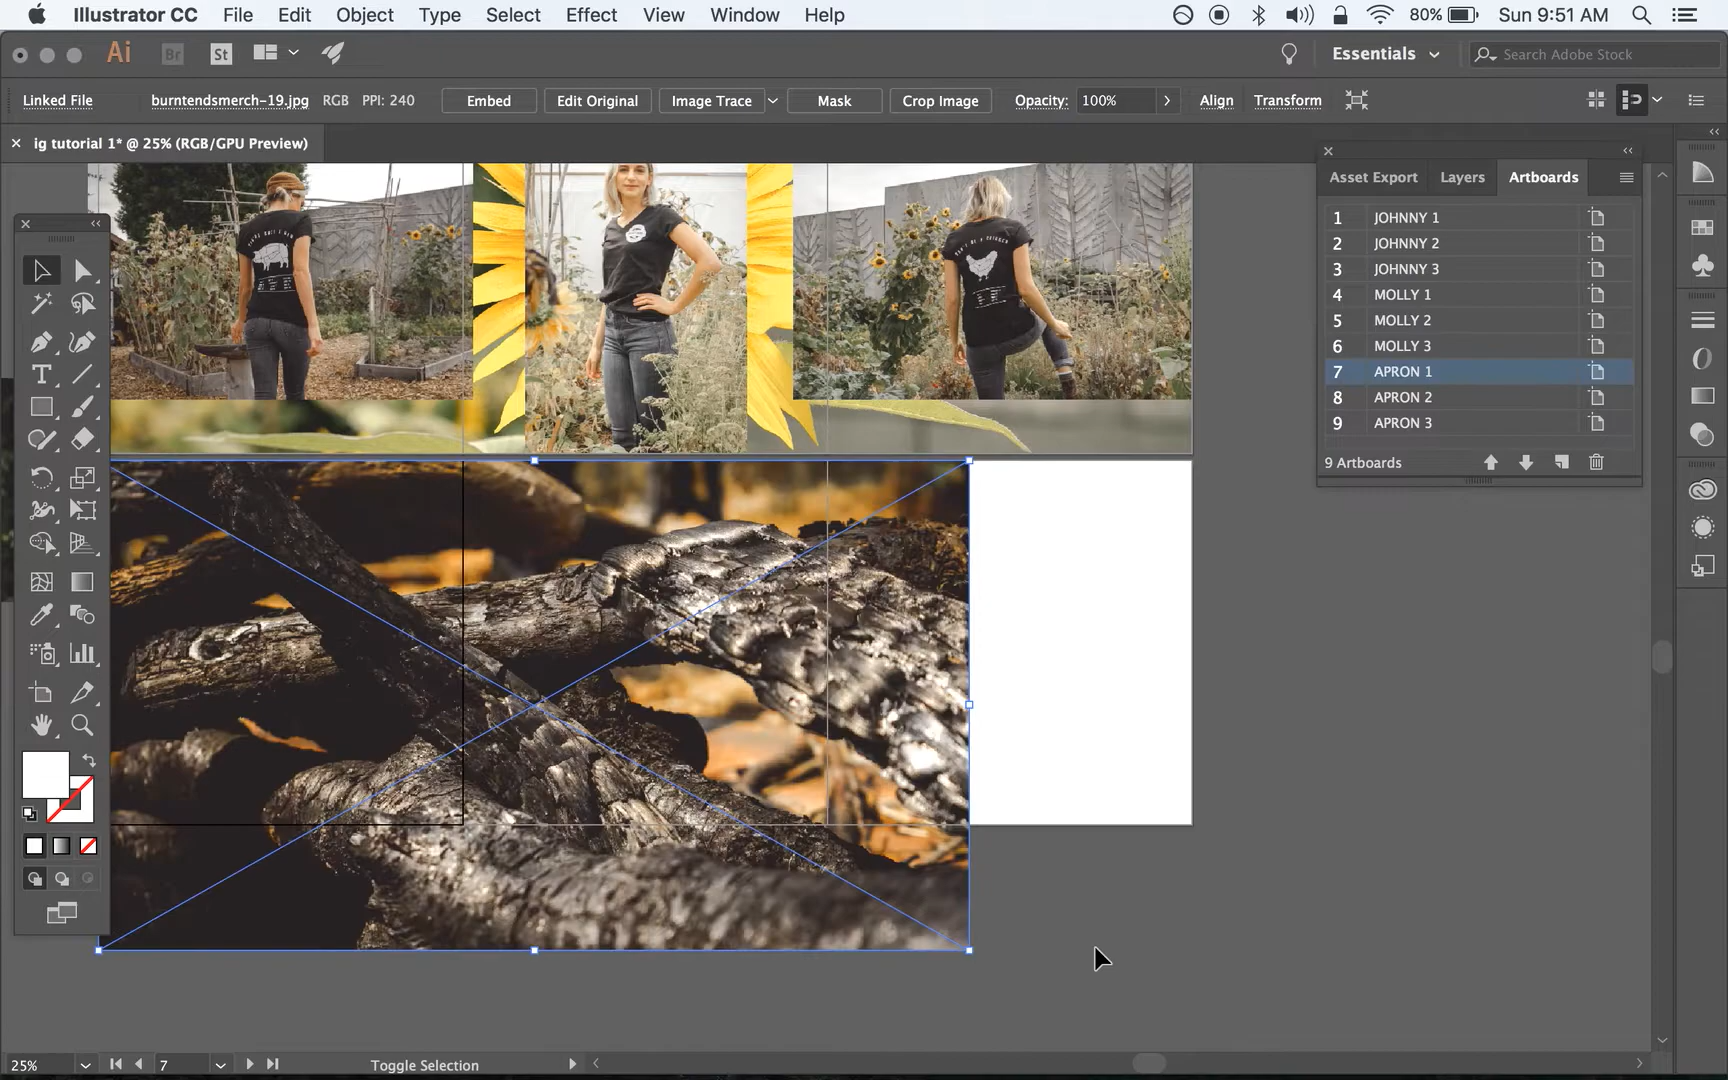 Illustrator CC File Edit Object Type Select Effect View Window Help 80% Sun 9:51 AM
Ai Br St Essentials Search Adobe Stock
Linked File burntendsmerch-19.jpg RGB PPI: 240 Embed Edit Original Image Trace Mask Crop Image Opacity: 100% Align Transform
× ig tutorial 1* @ 25% (RGB/GPU Preview)
Asset Export Layers Artboards
1 JOHNNY 1
2 JOHNNY 2
3 JOHNNY 3
4 MOLLY 1
5 MOLLY 2
6 MOLLY 3
7 APRON 1
8 APRON 2
9 APRON 3
9 Artboards
25% 7 Toggle Selection